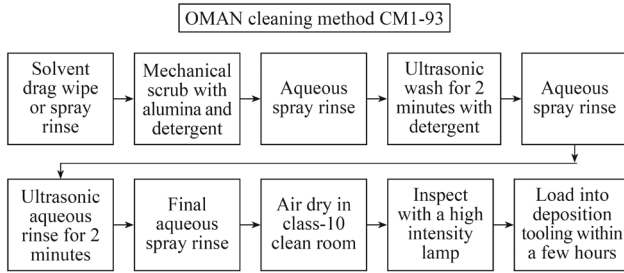 OMAN cleaning method CM1-93
Solvent
drag wipe
or spray
rinse
Mechanical
scrub with
alumina and
detergent
Aqueous
spray rinse
Ultrasonic
wash for 2
minutes with
detergent
Aqueous
spray rinse
Ultrasonic
aqueous
rinse for 2
minutes
Final
aqueous
spray rinse
Air dry in
class-10
clean room
Inspect
with a high
intensity
lamp
Load into
deposition
tooling within
a few hours